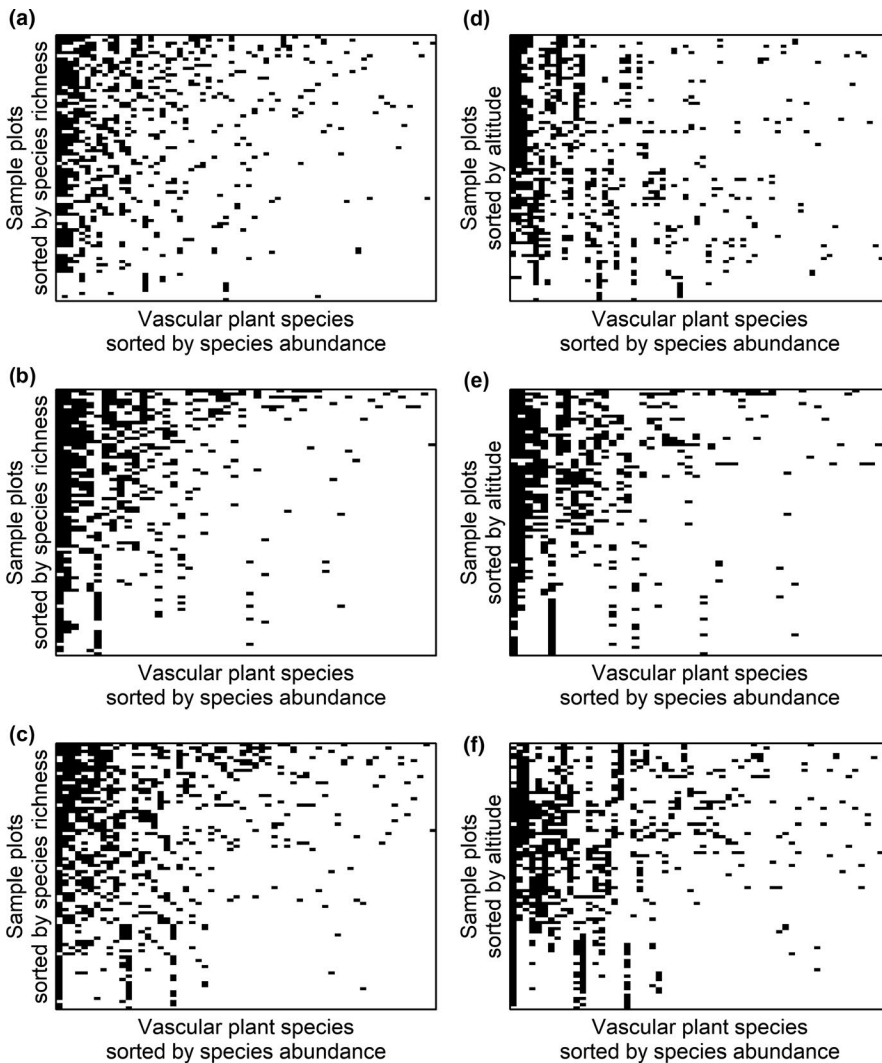 (a)
Sample plots
sorted by species richness
Vascular plant species
sorted by species abundance
(d)
Sample plots
sorted by altitude
Vascular plant species
sorted by species abundance
(b)
Sample plots
sorted by species richness
Vascular plant species
sorted by species abundance
(e)
Sample plots
sorted by altitude
Vascular plant species
sorted by species abundance
(c)
Sample plots
sorted by species richness
Vascular plant species
sorted by species abundance
(f)
Sample plots
sorted by altitude
Vascular plant species
sorted by species abundance